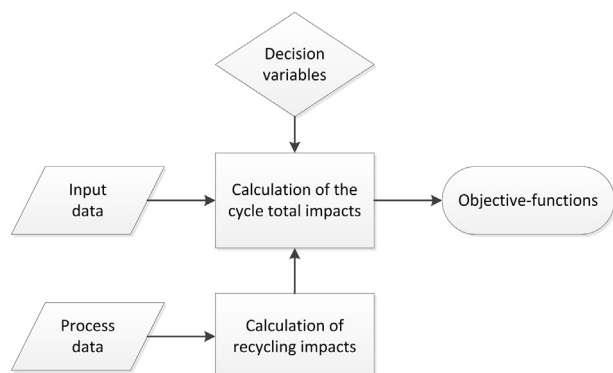 Decision
variables
Input
data
Calculation of the
cycle total impacts
Objective-functions
Process
data
Calculation of
recycling impacts